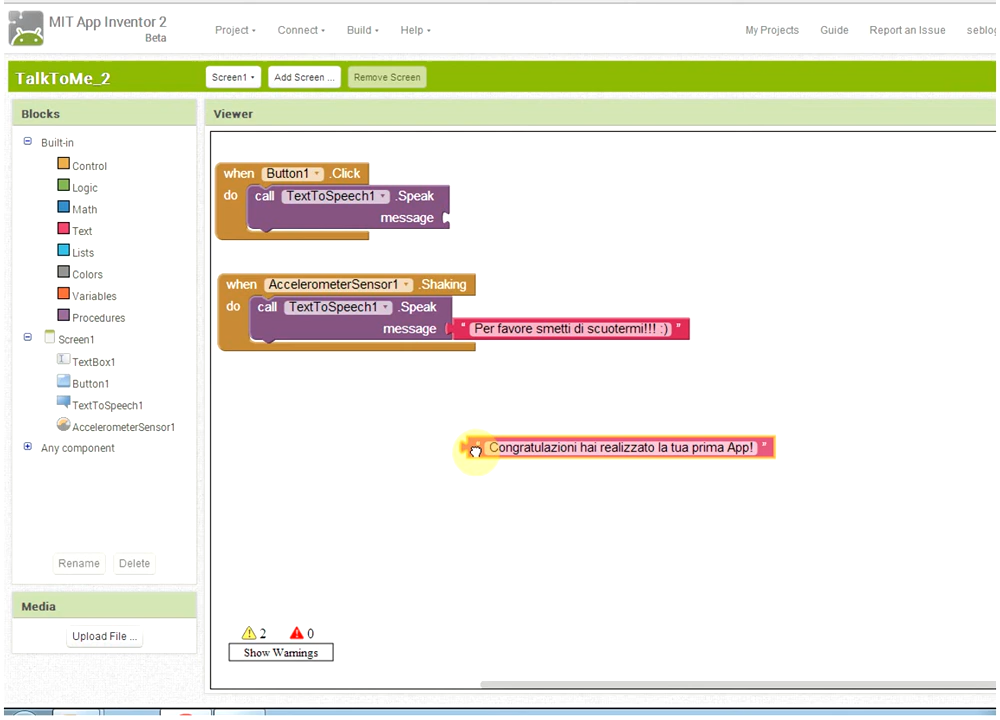 MIT App Inventor 2
Beta
Project Connect Build Help My Projects Guide Report an Issue seblog
TalkToMe_2 Screen1 Add Screen ... Remove Screen
Blocks
Viewer
Built-in
Control
Logic
Math
Text
Lists
Colors
Variables
Procedures
Screen1
TextBox1
Button1
TextToSpeech1
AccelerometerSensor1
Any component
Rename Delete
Media
Upload File ...
when Button1 .Click
do call TextToSpeech1 .Speak
message
when AccelerometerSensor1 .Shaking
do call TextToSpeech1 .Speak
message " Per favore smetti di scuotermi!!! :) "
" Congratulazioni hai realizzato la tua prima App! "
2 0
Show Warnings